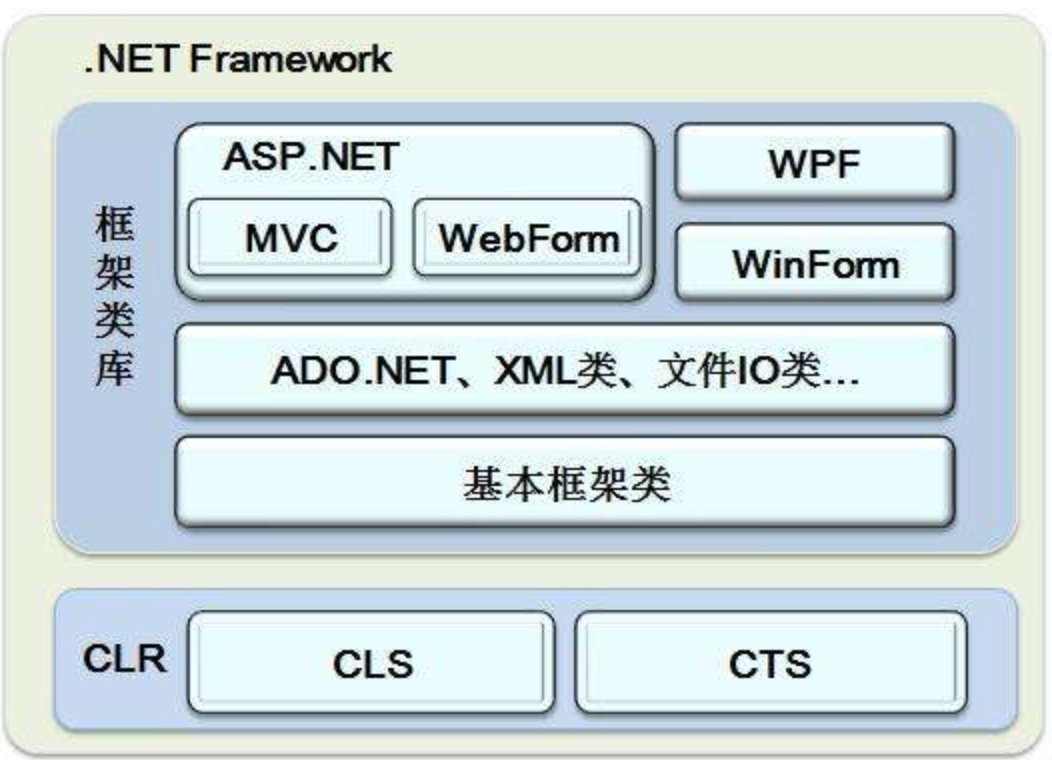 .NET Framework
框架类库
ASP.NET
MVC
WebForm
WPF
WinForm
ADO.NET、XML类、文件IO类...
基本框架类
CLR
CLS
CTS